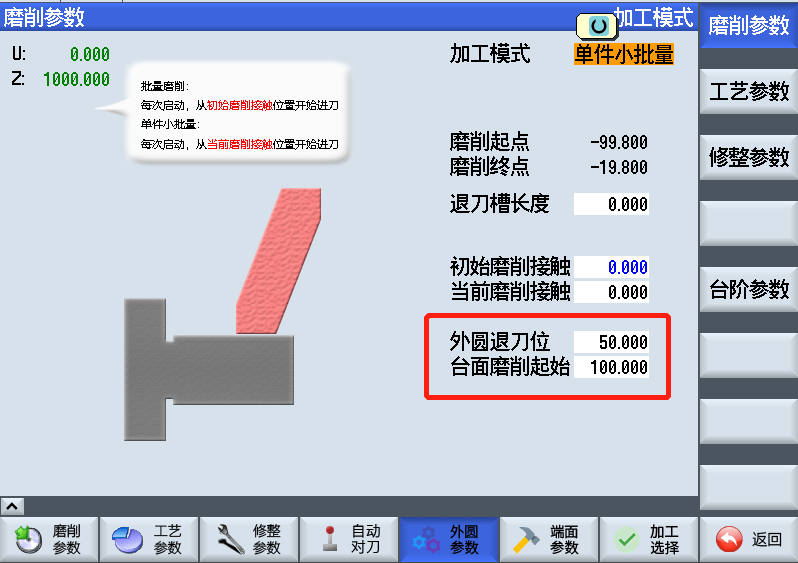 磨削参数
加工模式
U: 0.000
Z: 1000.000
批量磨削:
每次启动，从初始磨削接触位置开始进刀
单件小批量:
每次启动，从当前磨削接触位置开始进刀
加工模式 单件小批量
磨削起点 -99.800
磨削终点 -19.800
退刀槽长度 0.000
初始磨削接触 0.000
当前磨削接触 0.000
外圆退刀位 50.000
台面磨削起始 100.000
磨削参数
工艺参数
修整参数
台阶参数
磨削
参数
工艺
参数
修整
参数
自动
对刀
外圆
参数
端面
参数
加工
选择
返回